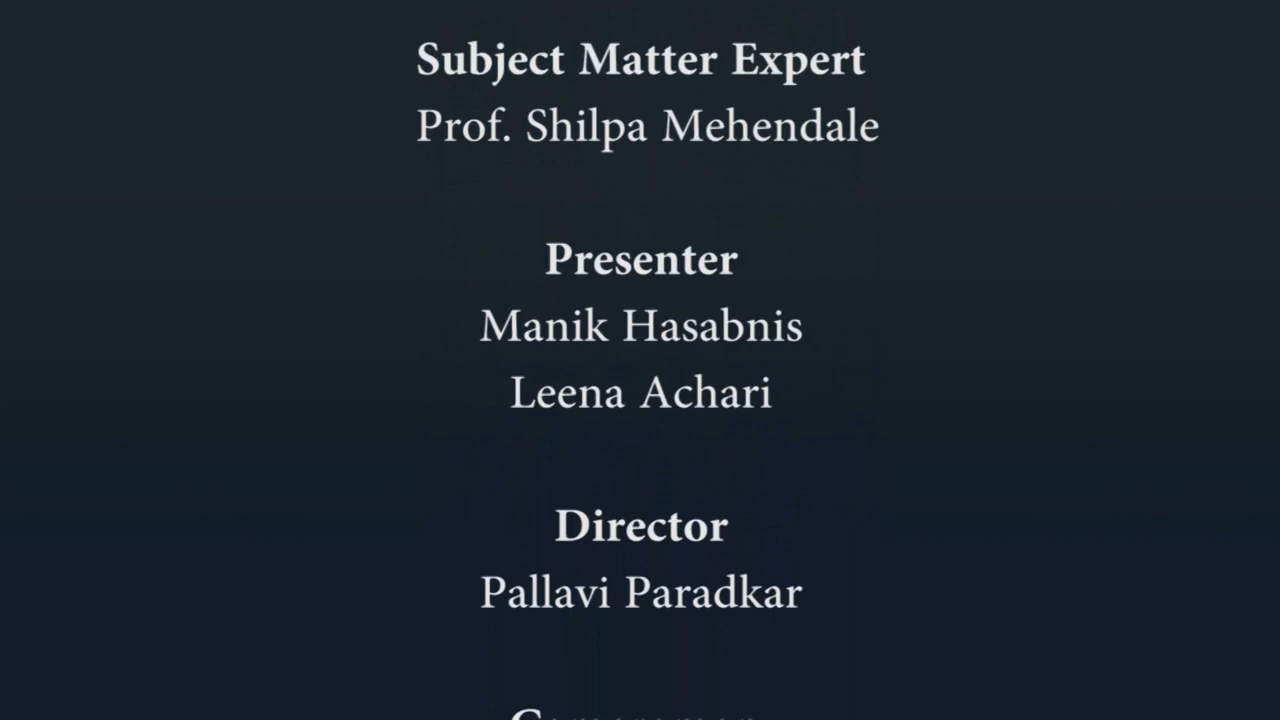 Subject Matter Expert
Prof. Shilpa Mehendale
Presenter
Manik Hasabnis
Leena Achari
Director
Pallavi Paradkar